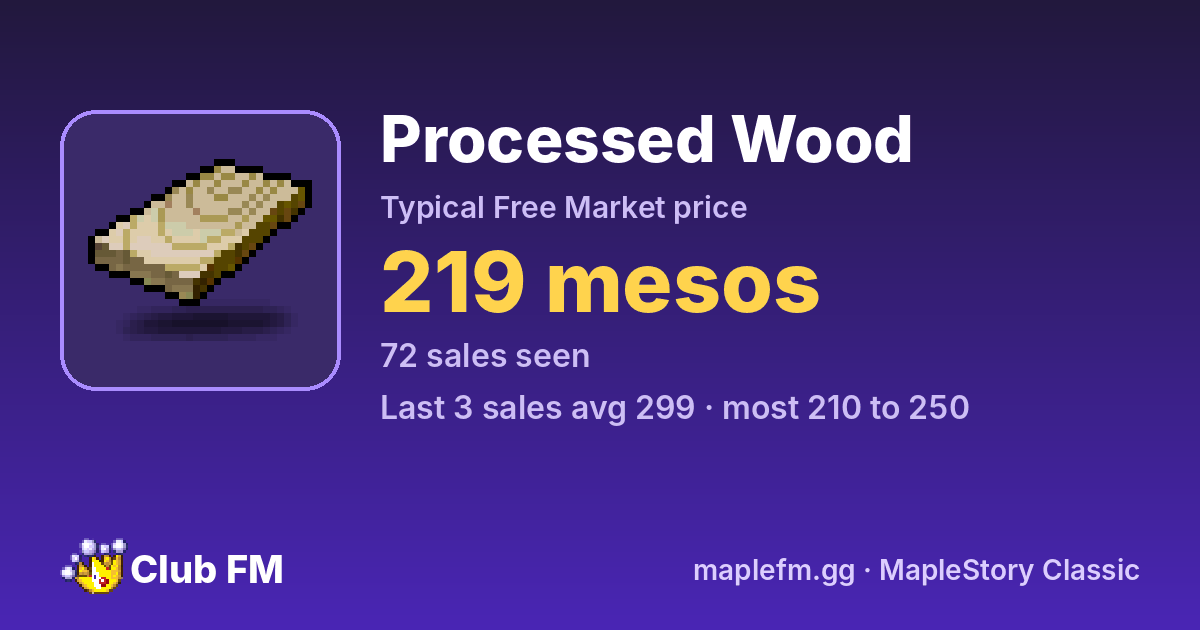 Processed Wood
Typical Free Market price
219 mesos
72 sales seen
Last 3 sales avg 299 · most 210 to 250
Club FM
maplefm.gg · MapleStory Classic